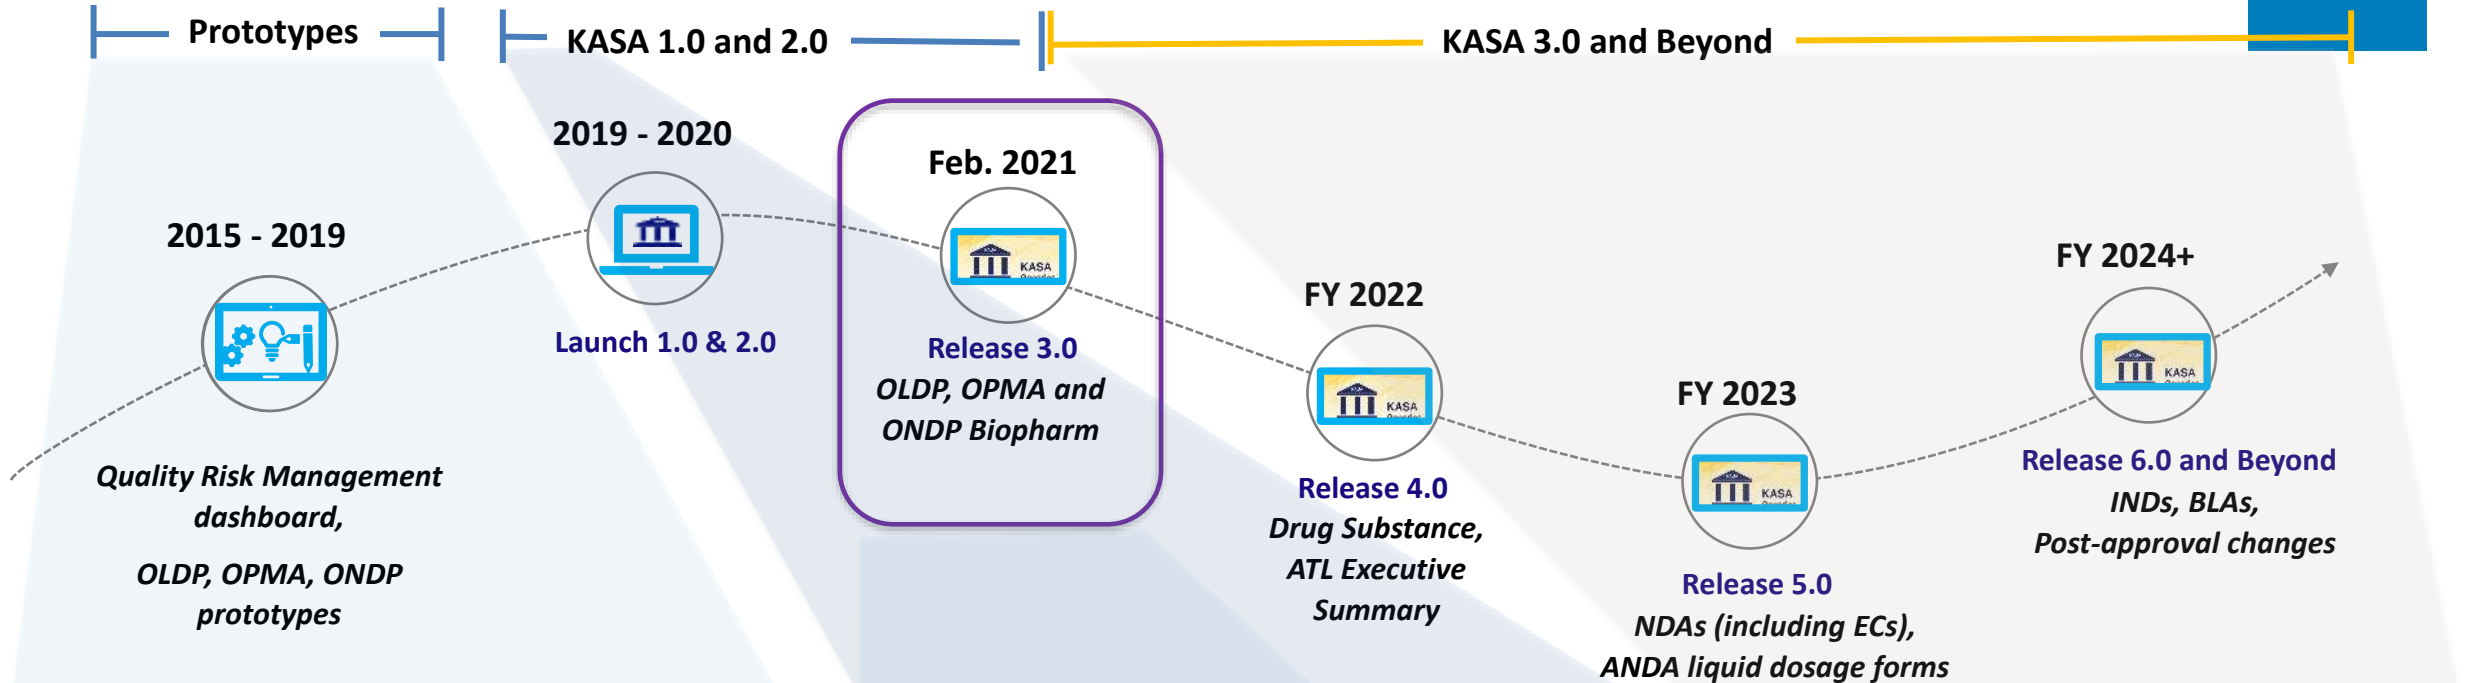 Prototypes
KASA 1.0 and 2.0
KASA 3.0 and Beyond
2015 - 2019
Quality Risk Management
dashboard,
OLDP, OPMA, ONDP
prototypes
2019 - 2020
Launch 1.0 & 2.0
Feb. 2021
KASA
Release 3.0
OLDP, OPMA and
ONDP Biopharm
FY 2022
KASA
Release 4.0
Drug Substance,
ATL Executive
Summary
FY 2023
KASA
Release 5.0
NDAs (including ECs),
ANDA liquid dosage forms
FY 2024+
KASA
Release 6.0 and Beyond
INDs, BLAs,
Post-approval changes